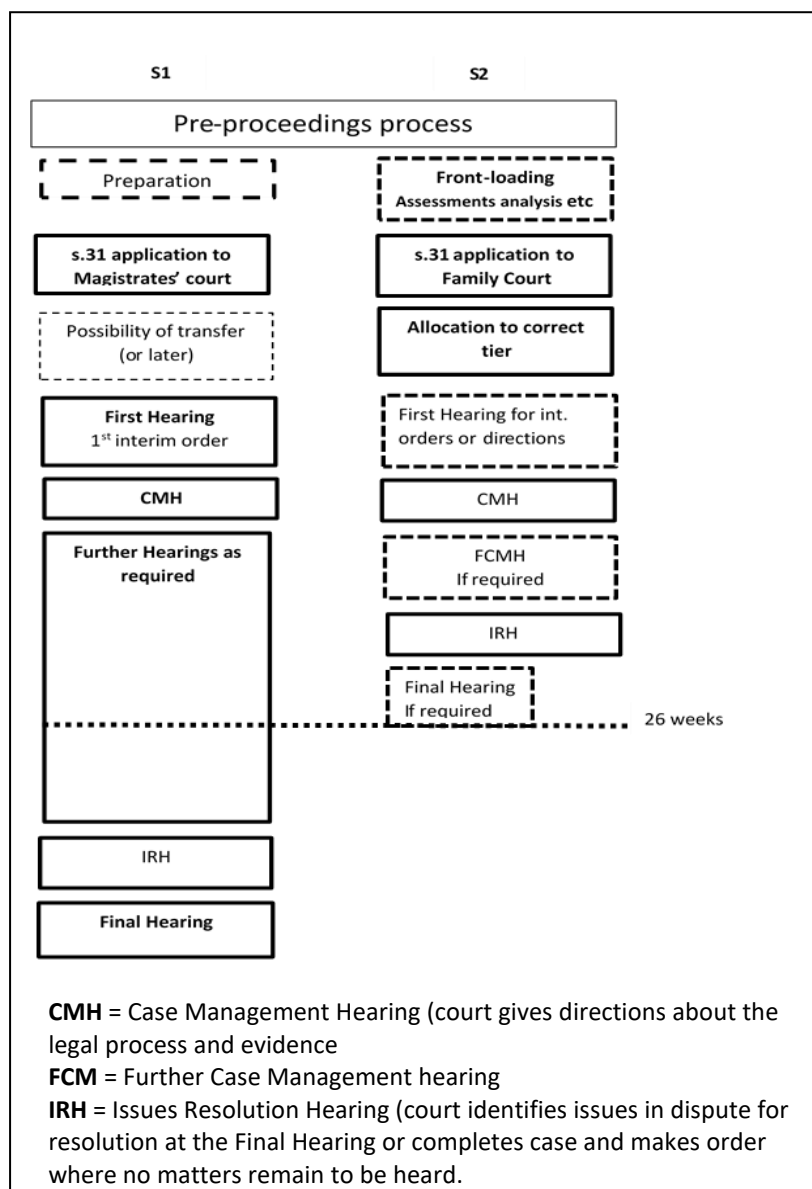 S1 S2
Pre-proceedings process
Preparation
Front-loading
Assessments analysis etc
s.31 application to
Magistrates' court
s.31 application to
Family Court
Possibility of transfer
(or later)
Allocation to correct
tier
First Hearing
1st interim order
First Hearing for int.
orders or directions
CMH
CMH
Further Hearings as
required
FCMH
If required
IRH
Final Hearing
If required
26 weeks
IRH
Final Hearing
CMH = Case Management Hearing (court gives directions about the
legal process and evidence
FCM = Further Case Management hearing
IRH = Issues Resolution Hearing (court identifies issues in dispute for
resolution at the Final Hearing or completes case and makes order
where no matters remain to be heard.